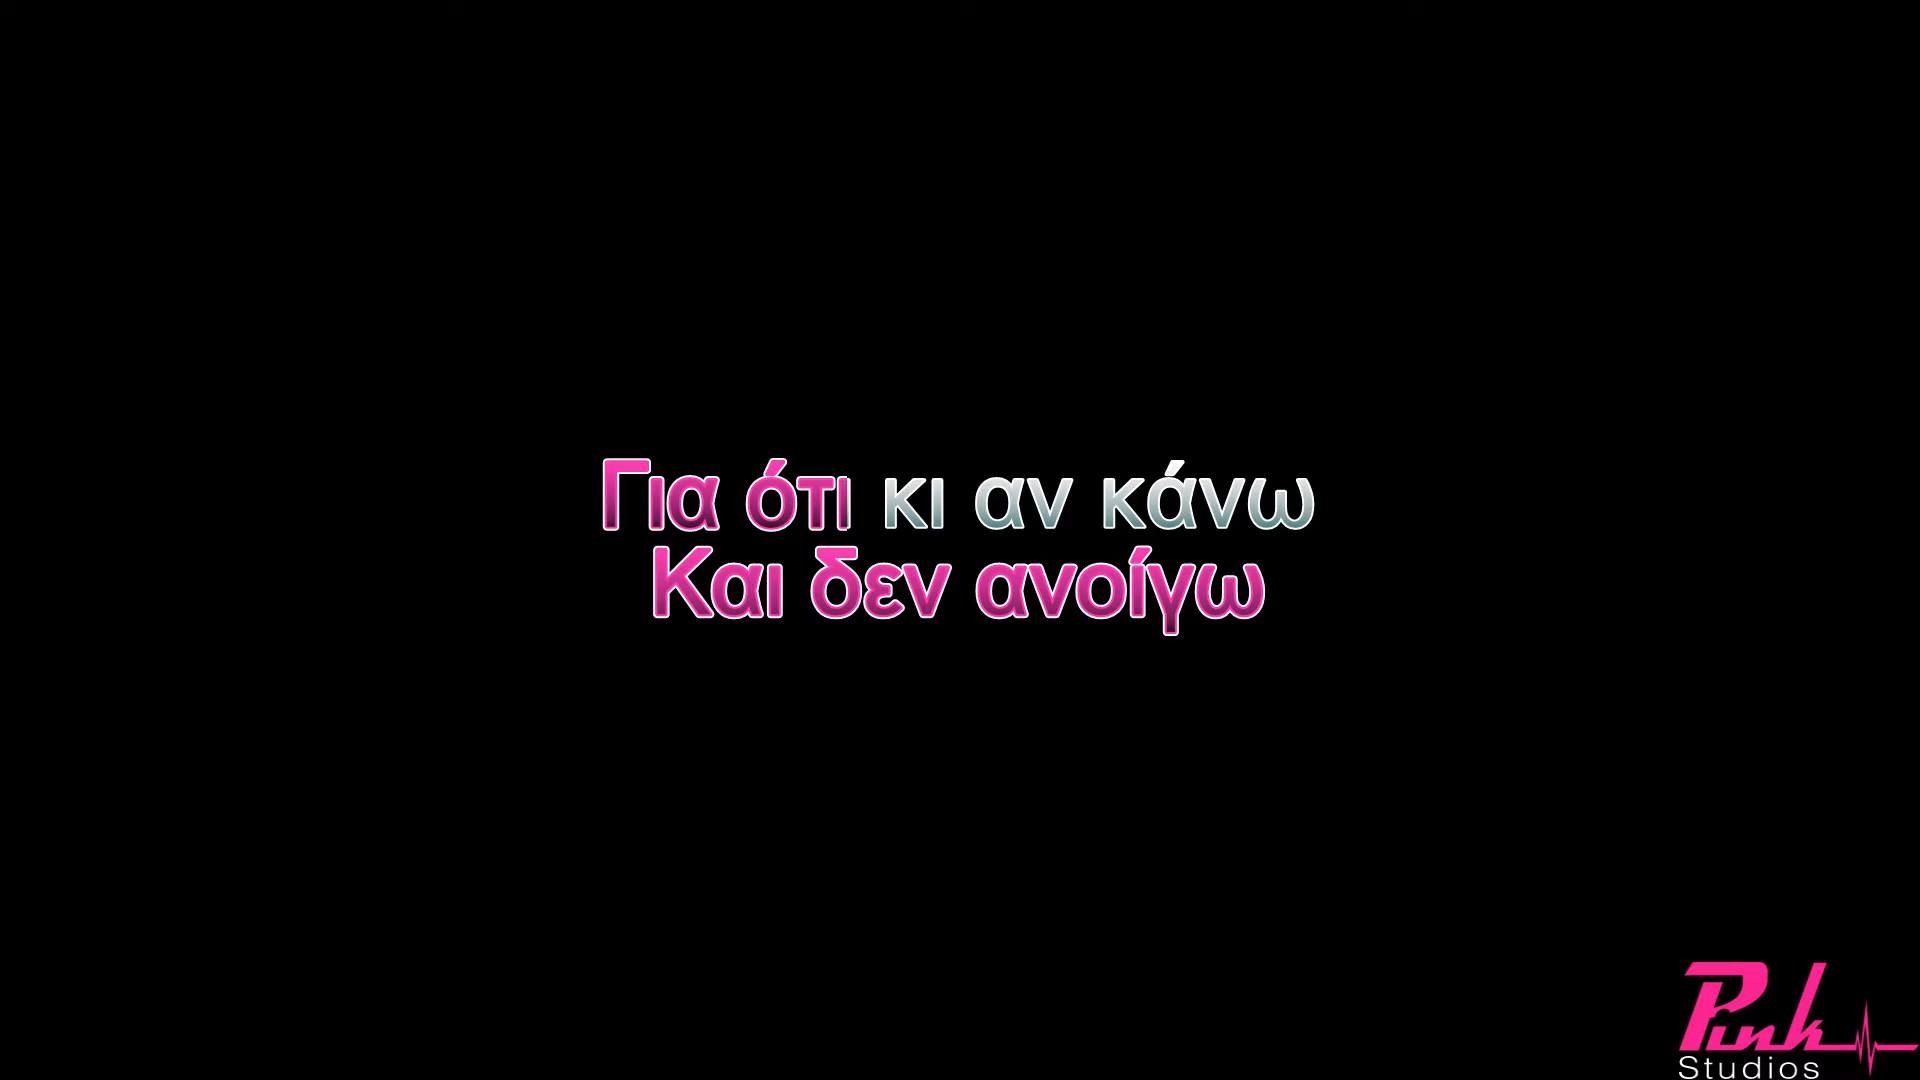 Για ότι κι αν κάνω
Και δεν ανοίγω
Pink
Studios